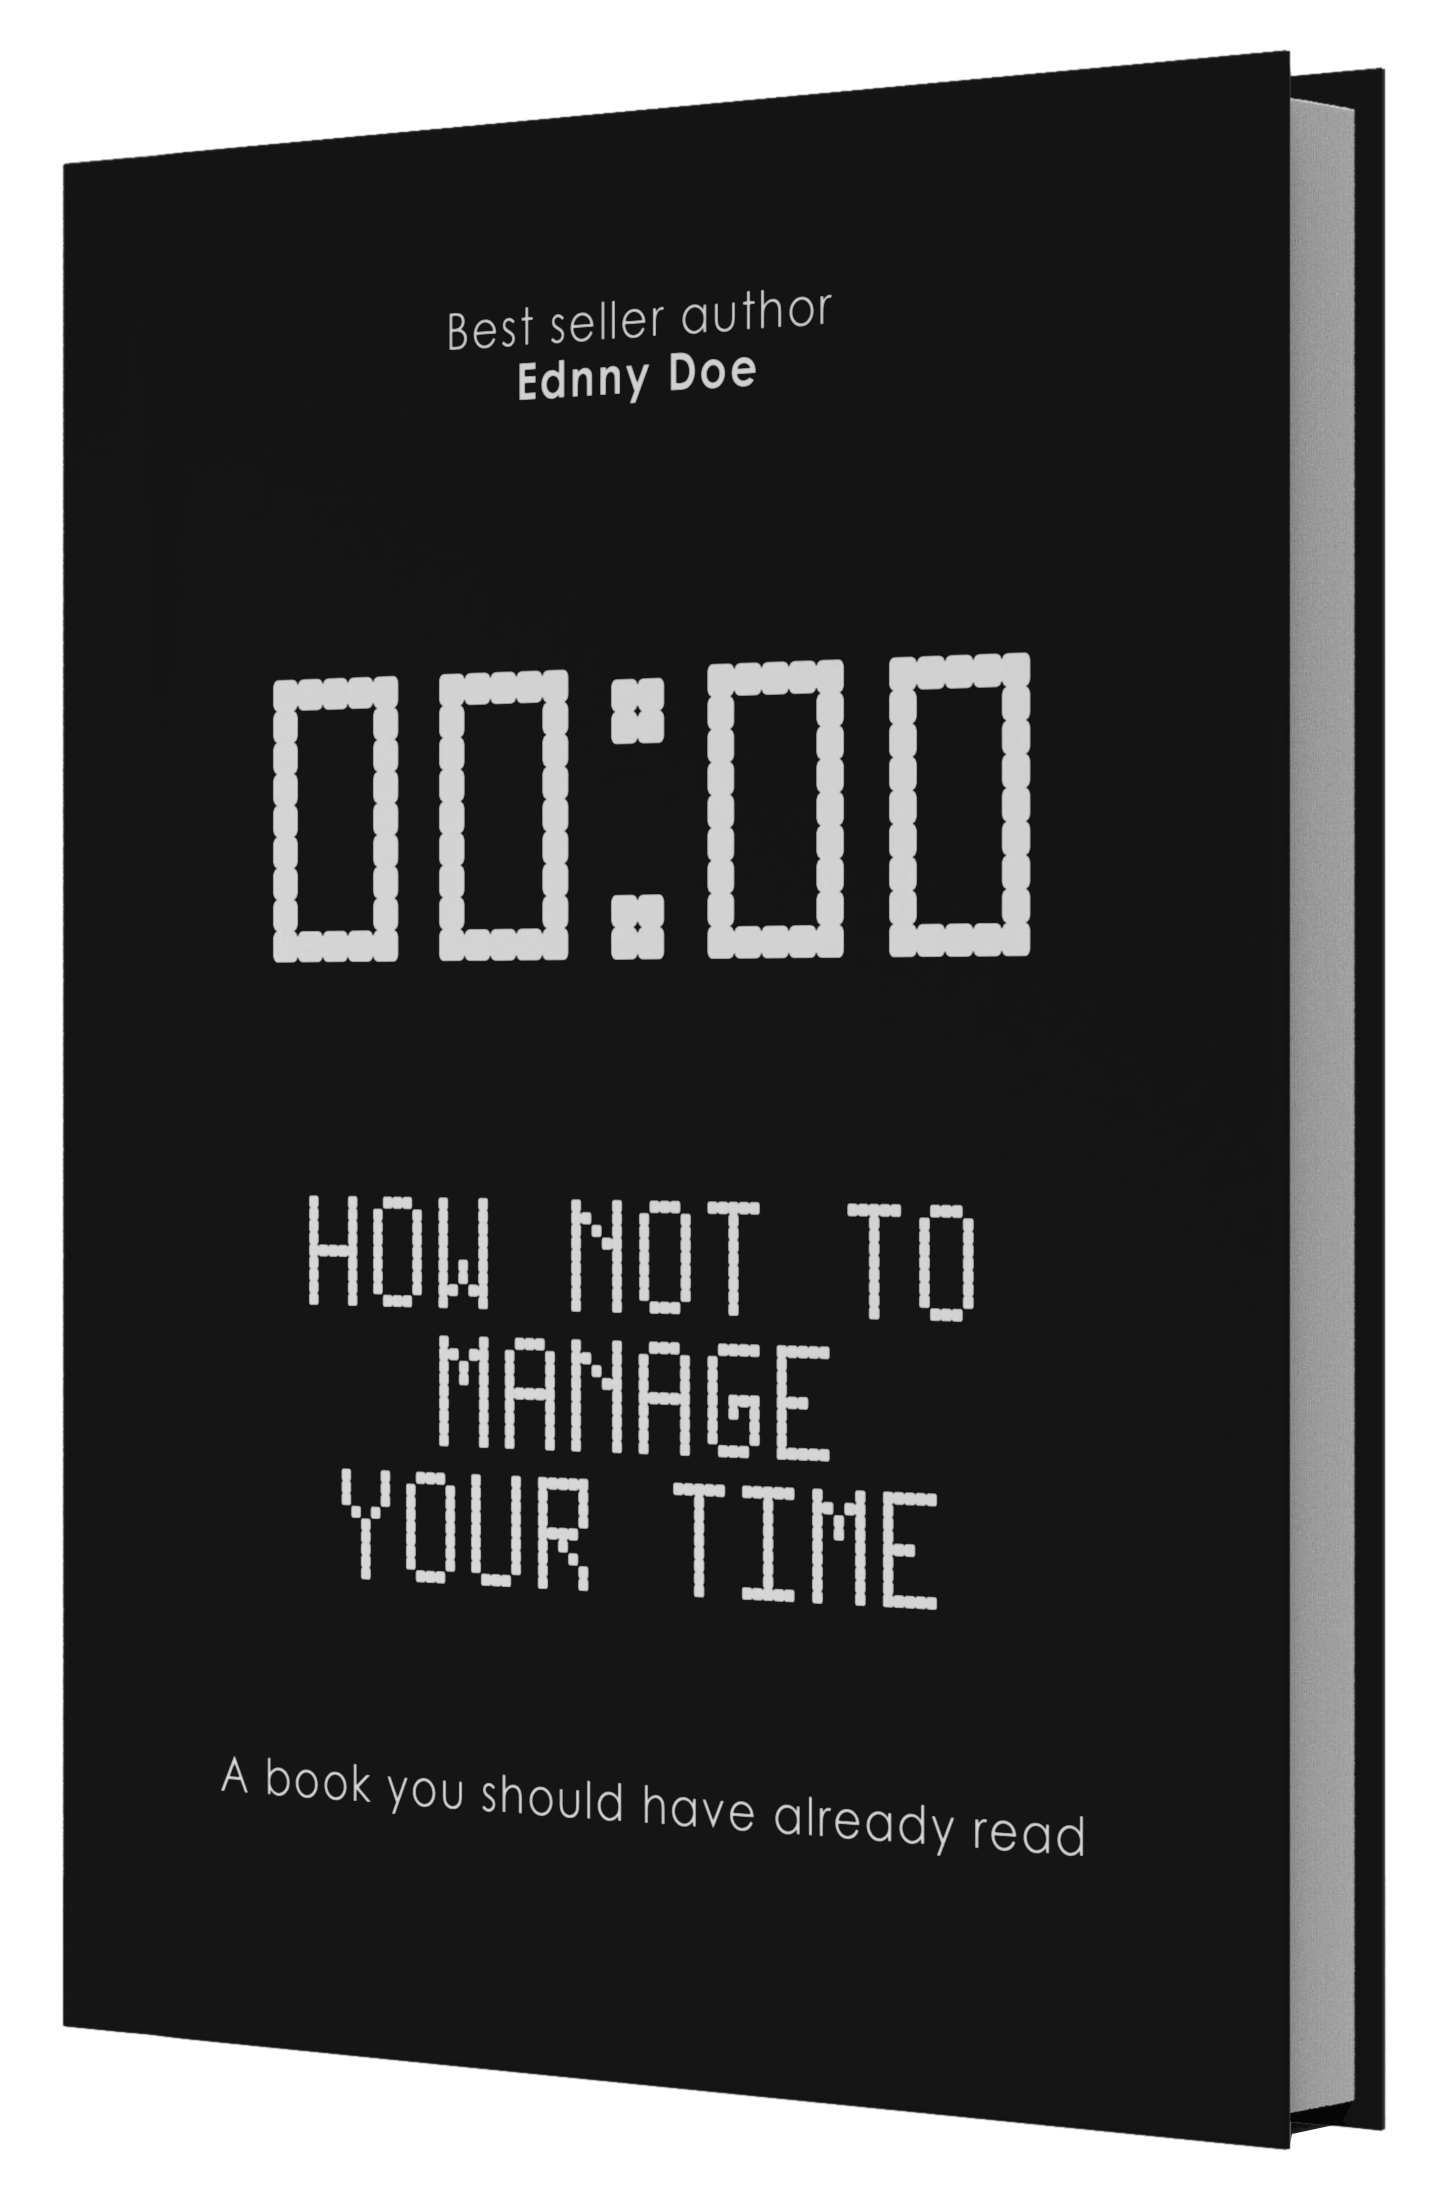 Best seller author
Ednny Doe
00:00
HOW NOT TO
MANAGE
YOUR TIME
A book you should have already read